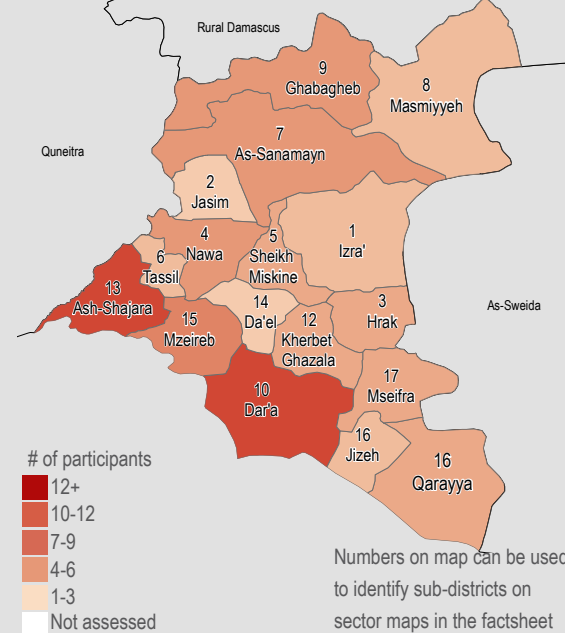 Rural Damascus
9
Ghabagheb
8
Masmiyyeh
7
As-Sanamayn
Quneitra
2
Jasim
1
Izra'
4
Nawa
5
Sheikh
Miskine
6
Tassil
13
Ash-Shajara
14
Da'el
3
Hrak
As-Sweida
15
Mzeireb
12
Kherbet
Ghazala
10
Dar'a
17
Mseifra
16
Jizeh
16
Qarayya
# of participants
12+
10-12
7-9
4-6
1-3
Not assessed
Numbers on map can be used
to identify sub-districts on
sector maps in the factsheet